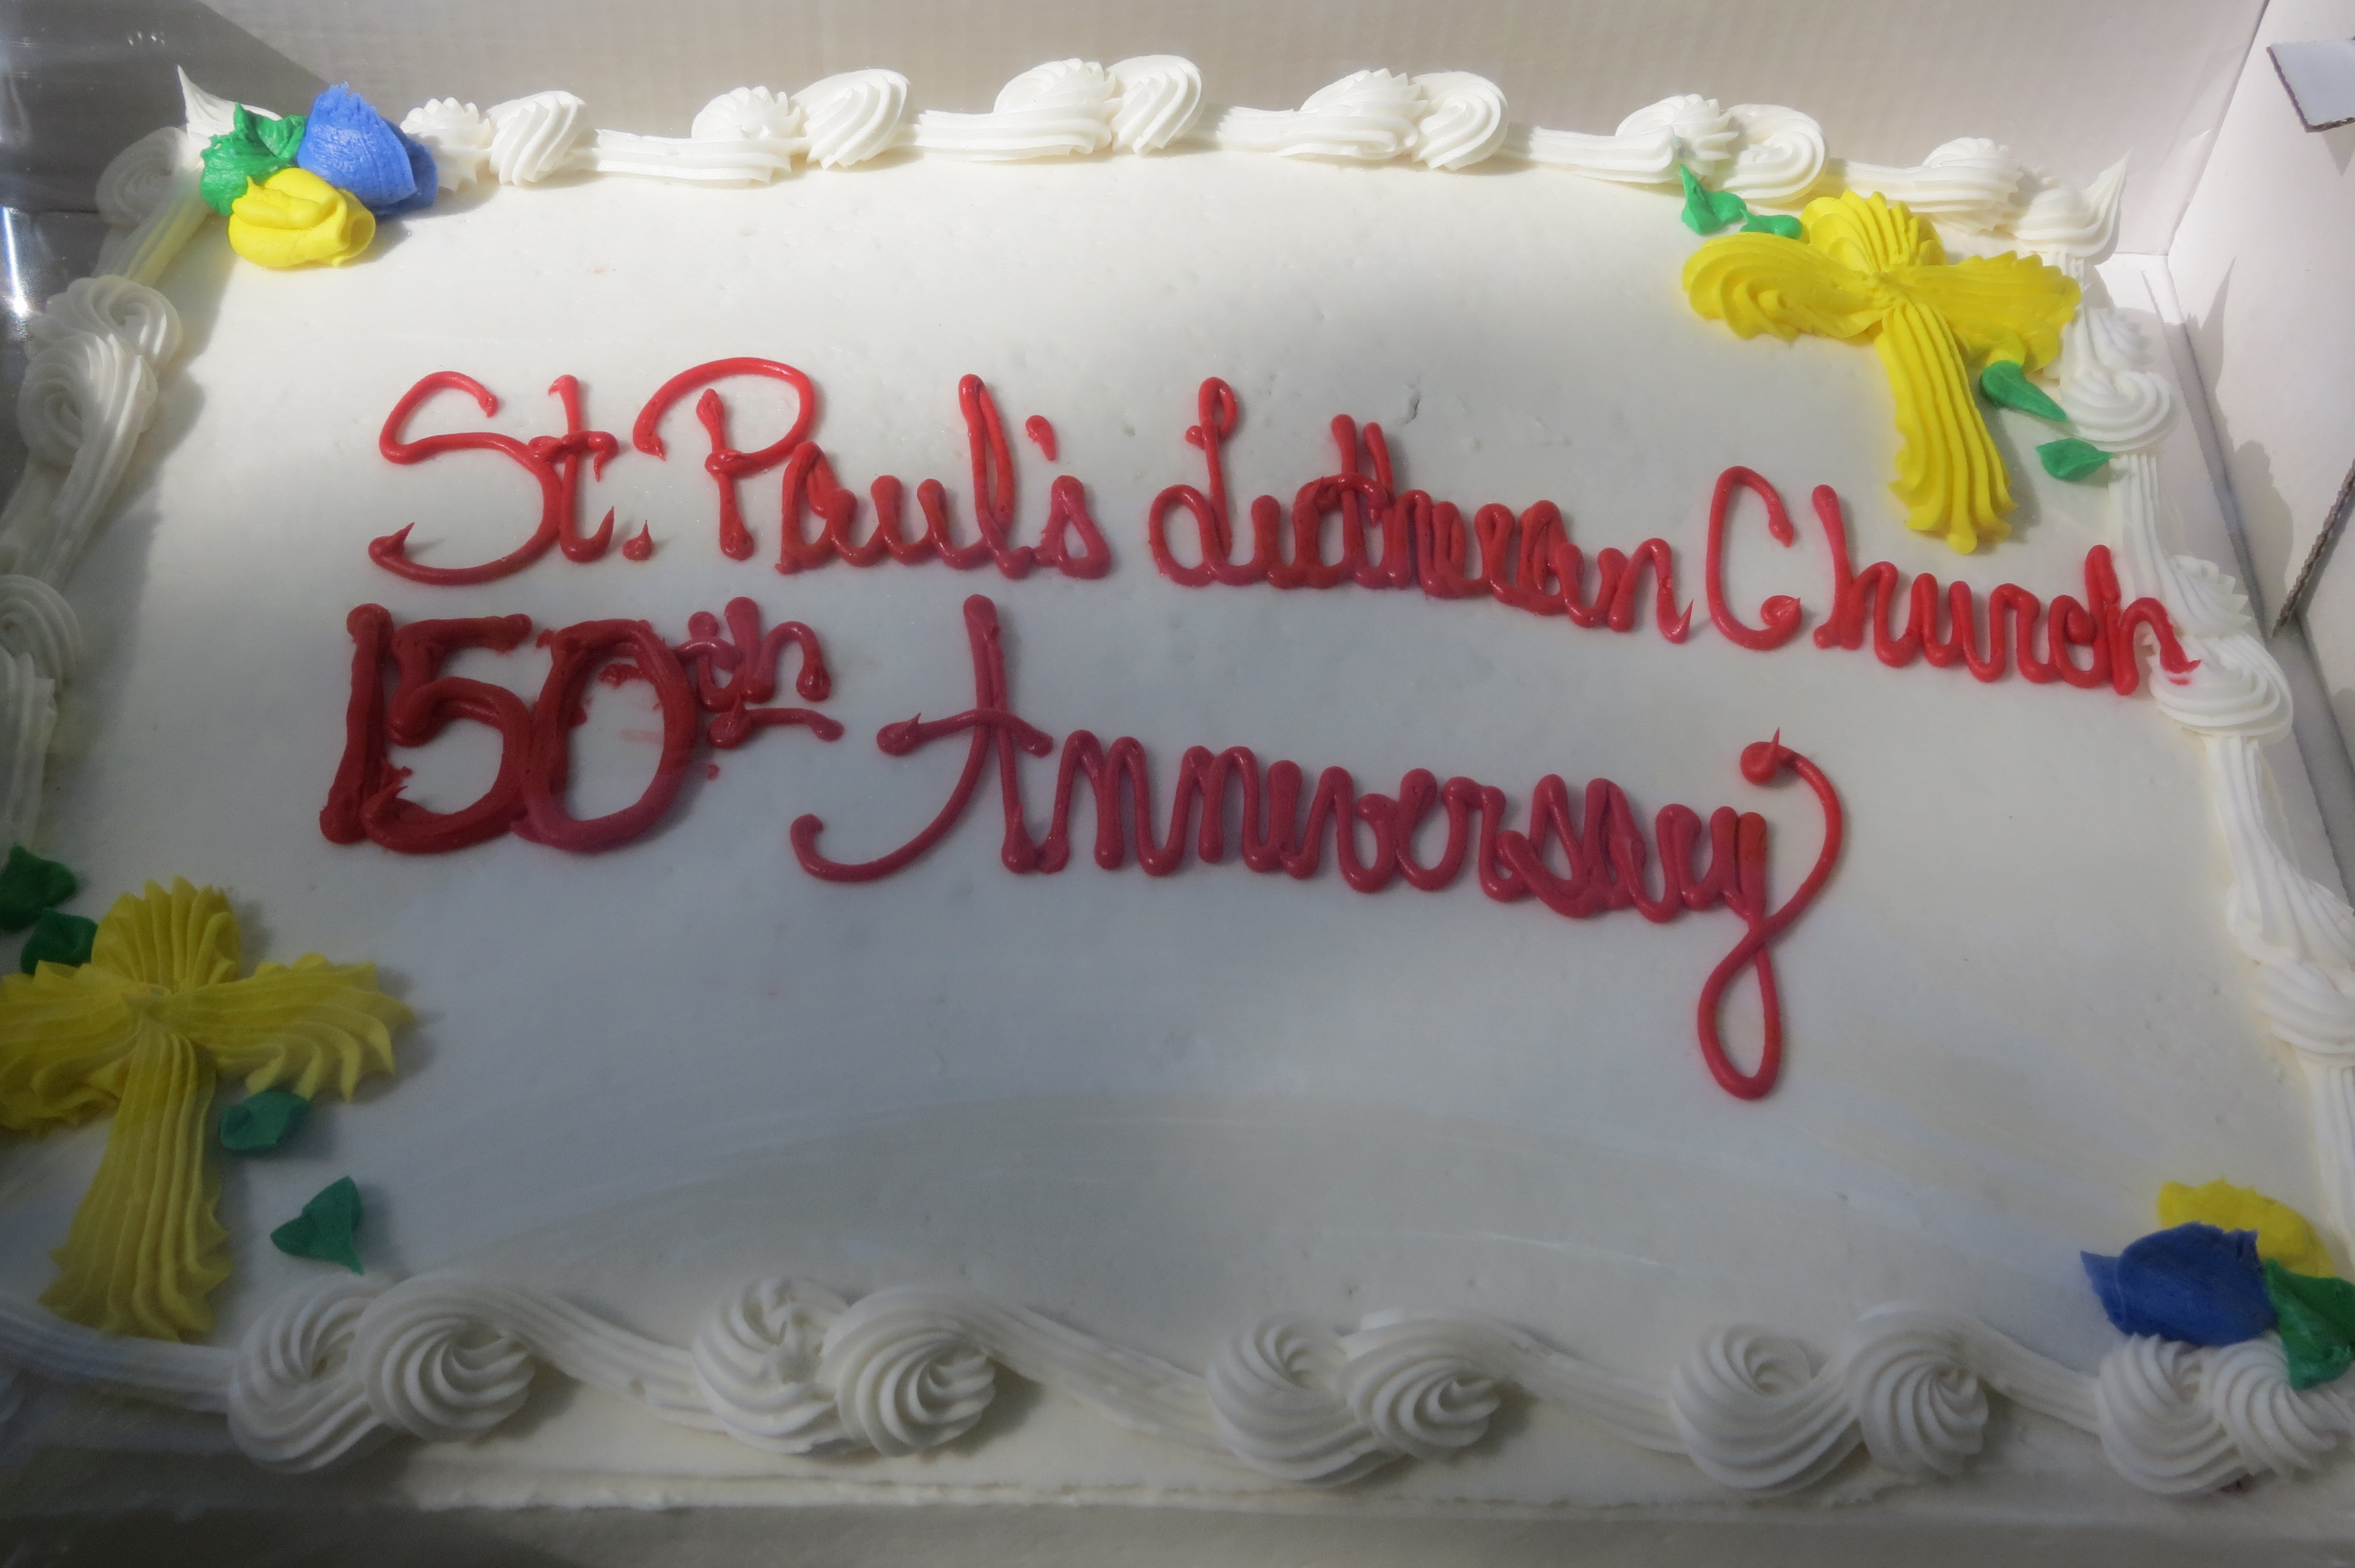 St. Paul's Lutheran Church
150th Anniversary